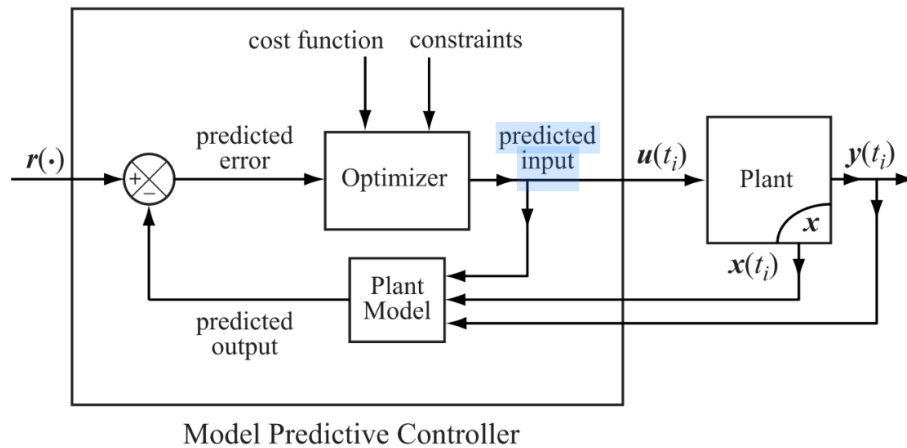 cost function
constraints
predicted
error
predicted
input
r(·)
+
−
Optimizer
u(tᵢ)
Plant
y(tᵢ)
x
x(tᵢ)
Plant
Model
predicted
output
Model Predictive Controller